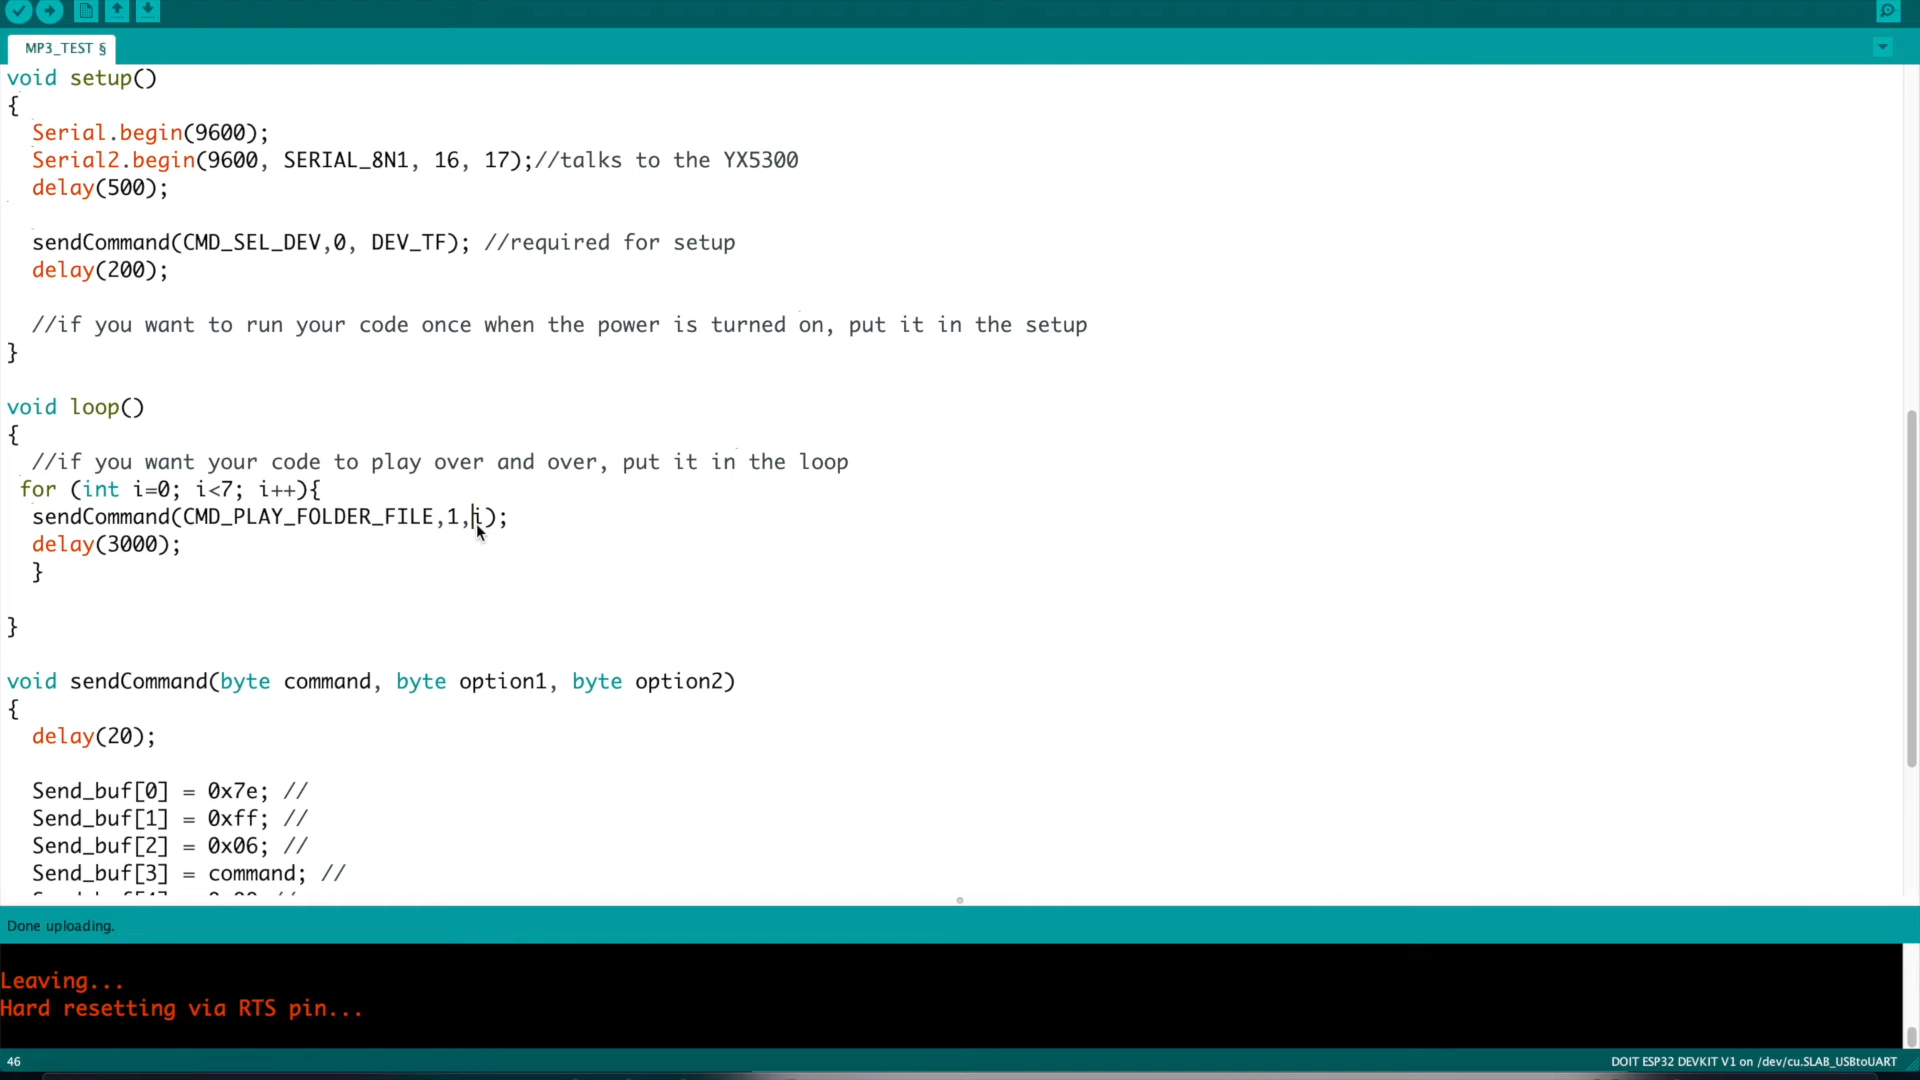 MP3_TEST §
void setup()
{
Serial.begin(9600);
Serial2.begin(9600, SERIAL_8N1, 16, 17);//talks to the YX5300
delay(500);
sendCommand(CMD_SEL_DEV,0, DEV_TF); //required for setup
delay(200);
//if you want to run your code once when the power is turned on, put it in the setup
}
void loop()
{
//if you want your code to play over and over, put it in the loop
for (int i=0; i<7; i++){
sendCommand(CMD_PLAY_FOLDER_FILE,1,i);
delay(3000);
}
}
void sendCommand(byte command, byte option1, byte option2)
{
delay(20);
Send_buf[0] = 0x7e; //
Send_buf[1] = 0xff; //
Send_buf[2] = 0x06; //
Send_buf[3] = command; //
Done uploading.
Leaving...
Hard resetting via RTS pin...
46
DOIT ESP32 DEVKIT V1 on /dev/cu.SLAB_USBtoUART